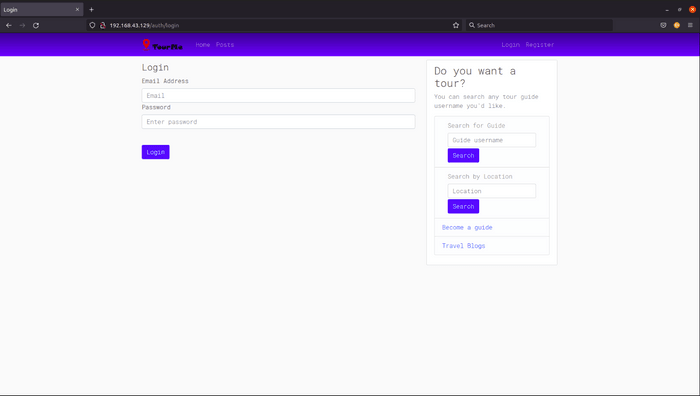 Login
192.168.43.129/auth/login
Search
Home Posts
Login Register
Login
Email Address
Email
Password
Enter password
Login
Do you want a
tour?
You can search any tour guide
username you'd like.
Search for Guide
Guide username
Search
Search by Location
Location
Search
Become a guide
Travel Blogs